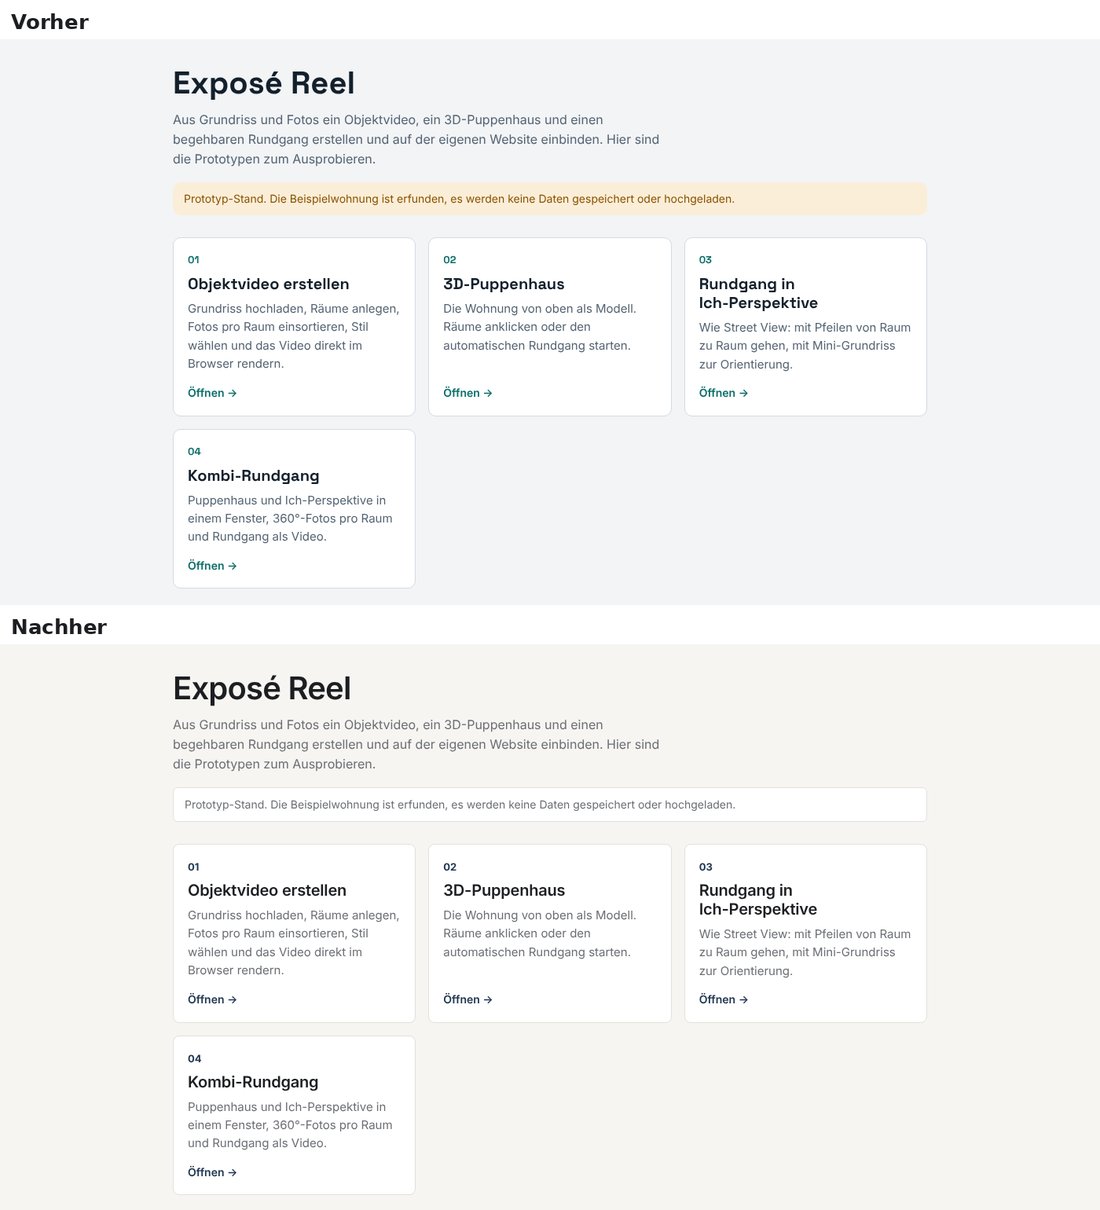 Vorher
Exposé Reel
Aus Grundriss und Fotos ein Objektvideo, ein 3D-Puppenhaus und einen
begehbaren Rundgang erstellen und auf der eigenen Website einbinden. Hier sind
die Prototypen zum Ausprobieren.
Prototyp-Stand. Die Beispielwohnung ist erfunden, es werden keine Daten gespeichert oder hochgeladen.
01
Objektvideo erstellen
Grundriss hochladen, Räume anlegen,
Fotos pro Raum einsortieren, Stil
wählen und das Video direkt im
Browser rendern.
Öffnen →
02
3D-Puppenhaus
Die Wohnung von oben als Modell.
Räume anklicken oder den
automatischen Rundgang starten.
Öffnen →
03
Rundgang in
Ich-Perspektive
Wie Street View: mit Pfeilen von Raum
zu Raum gehen, mit Mini-Grundriss
zur Orientierung.
Öffnen →
04
Kombi-Rundgang
Puppenhaus und Ich-Perspektive in
einem Fenster, 360°-Fotos pro Raum
und Rundgang als Video.
Öffnen →
Nachher
Exposé Reel
Aus Grundriss und Fotos ein Objektvideo, ein 3D-Puppenhaus und einen
begehbaren Rundgang erstellen und auf der eigenen Website einbinden. Hier sind
die Prototypen zum Ausprobieren.
Prototyp-Stand. Die Beispielwohnung ist erfunden, es werden keine Daten gespeichert oder hochgeladen.
01
Objektvideo erstellen
Grundriss hochladen, Räume anlegen,
Fotos pro Raum einsortieren, Stil
wählen und das Video direkt im
Browser rendern.
Öffnen →
02
3D-Puppenhaus
Die Wohnung von oben als Modell.
Räume anklicken oder den
automatischen Rundgang starten.
Öffnen →
03
Rundgang in
Ich-Perspektive
Wie Street View: mit Pfeilen von Raum
zu Raum gehen, mit Mini-Grundriss
zur Orientierung.
Öffnen →
04
Kombi-Rundgang
Puppenhaus und Ich-Perspektive in
einem Fenster, 360°-Fotos pro Raum
und Rundgang als Video.
Öffnen →